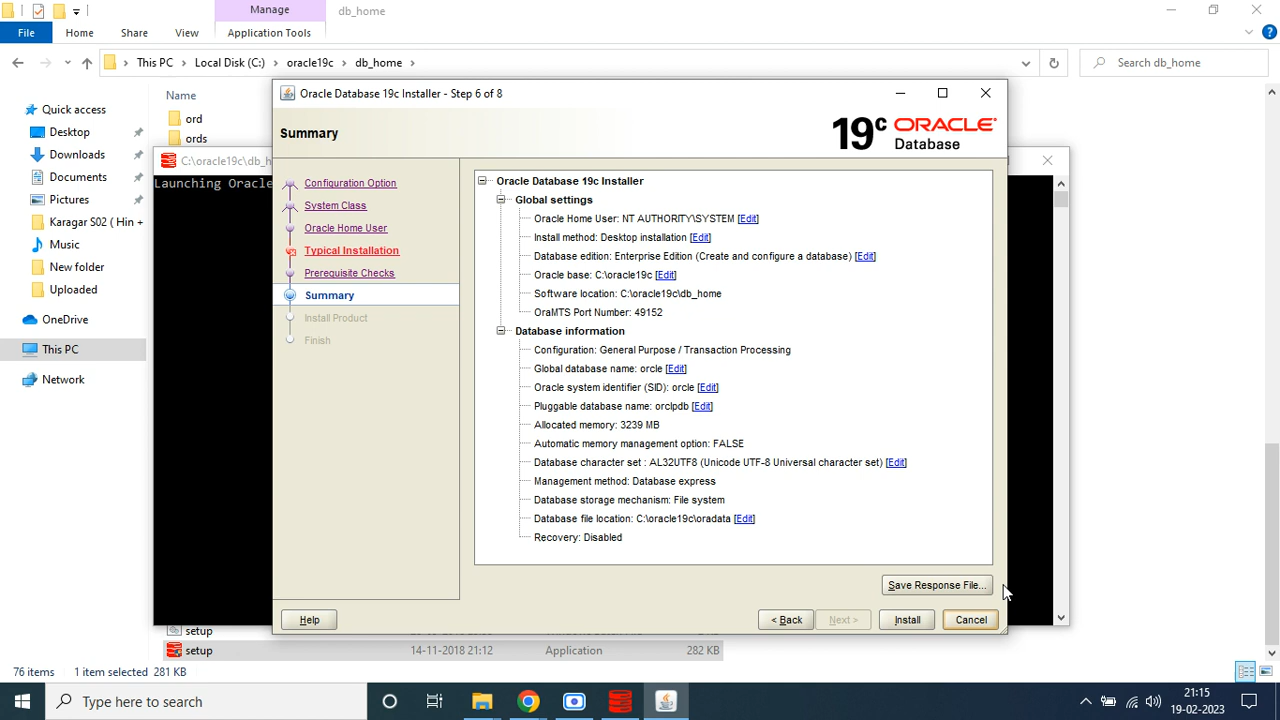 Manage
db_home
File
Home
Share
View
Application Tools
This PC
Local Disk (C:)
oracle19c
db_home
Search db_home
Quick access
Desktop
Downloads
Documents
Pictures
Karagar S02 ( Hin +
Music
New folder
Uploaded
OneDrive
This PC
Network
Name
ord
ords
C:\oracle19c\db_h
Launching Oracle
Oracle Database 19c Installer - Step 6 of 8
Summary
19c ORACLE
Database
Configuration Option
System Class
Oracle Home User
Typical Installation
Prerequisite Checks
Summary
Install Product
Finish
Oracle Database 19c Installer
Global settings
Oracle Home User: NT AUTHORITY\SYSTEM [Edit]
Install method: Desktop installation [Edit]
Database edition: Enterprise Edition (Create and configure a database) [Edit]
Oracle base: C:\oracle19c [Edit]
Software location: C:\oracle19c\db_home
OraMTS Port Number: 49152
Database information
Configuration: General Purpose / Transaction Processing
Global database name: orcle [Edit]
Oracle system identifier (SID): orcle [Edit]
Pluggable database name: orclpdb [Edit]
Allocated memory: 3239 MB
Automatic memory management option: FALSE
Database character set : AL32UTF8 (Unicode UTF-8 Universal character set) [Edit]
Management method: Database express
Database storage mechanism: File system
Database file location: C:\oracle19c\oradata [Edit]
Recovery: Disabled
Save Response File...
Help
< Back
Next >
Install
Cancel
setup
setup
14-11-2018 21:12
Application
282 KB
76 items
1 item selected 281 KB
Type here to search
21:15
19-02-2023